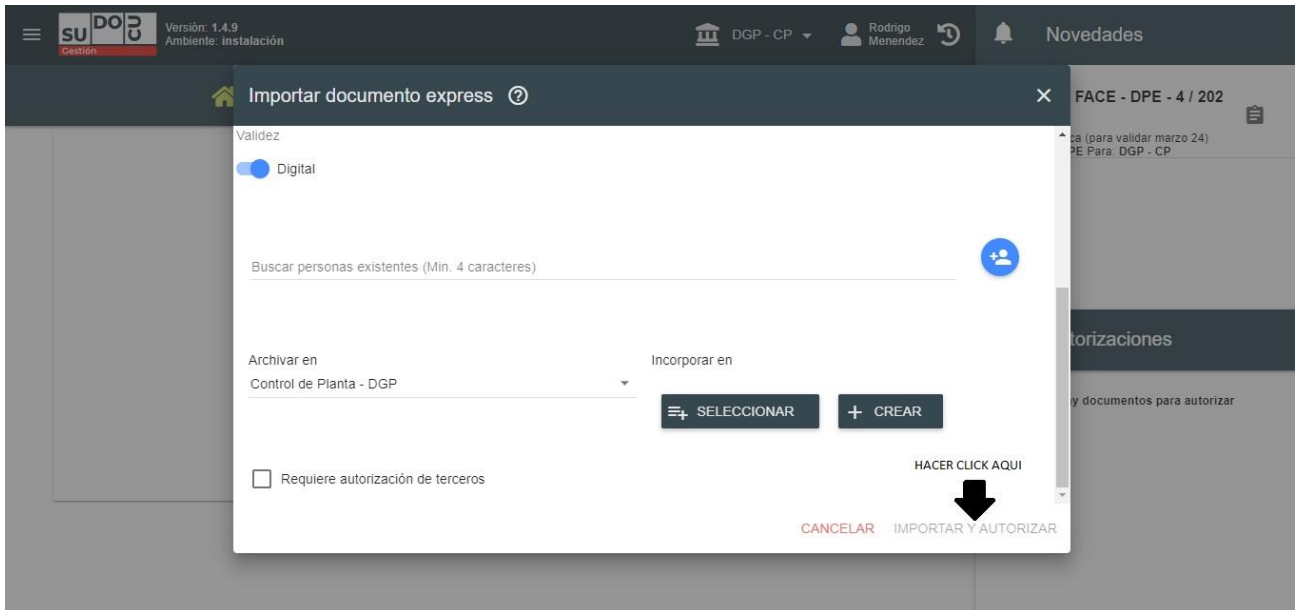 SU DO CU
Gestión
Versión: 1.4.9
Ambiente: instalación
DGP - CP
Rodrigo
Menendez
Novedades
Importar documento express
FACE - DPE - 4 / 202
ca (para validar marzo 24)
PE Para: DGP - CP
Validez
Digital
Buscar personas existentes (Min. 4 caracteres)
Archivar en
Control de Planta - DGP
Incorporar en
SELECCIONAR
CREAR
torizaciones
y documentos para autorizar
Requiere autorización de terceros
HACER CLICK AQUI
CANCELAR
IMPORTAR Y AUTORIZAR